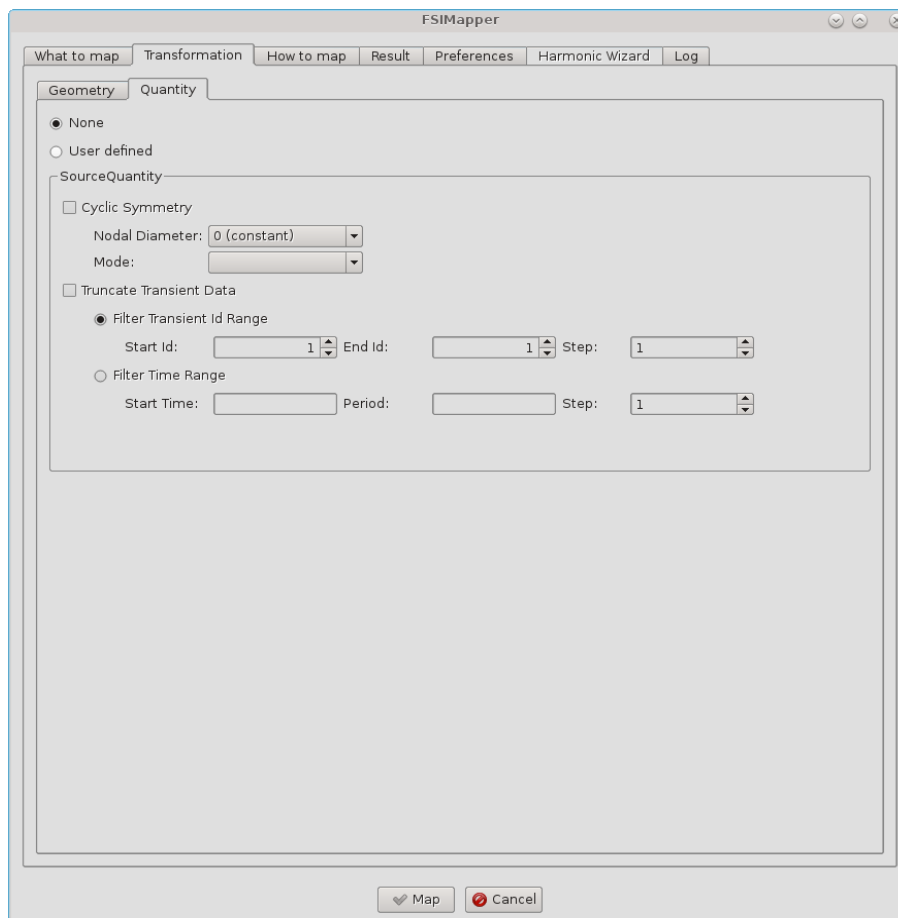 FSIMapper
What to map Transformation How to map Result Preferences Harmonic Wizard Log
Geometry Quantity
None
User defined
SourceQuantity
Cyclic Symmetry
Nodal Diameter: 0 (constant)
Mode:
Truncate Transient Data
Filter Transient Id Range
Start Id: 1 End Id: 1 Step: 1
Filter Time Range
Start Time: Period: Step: 1
Map Cancel